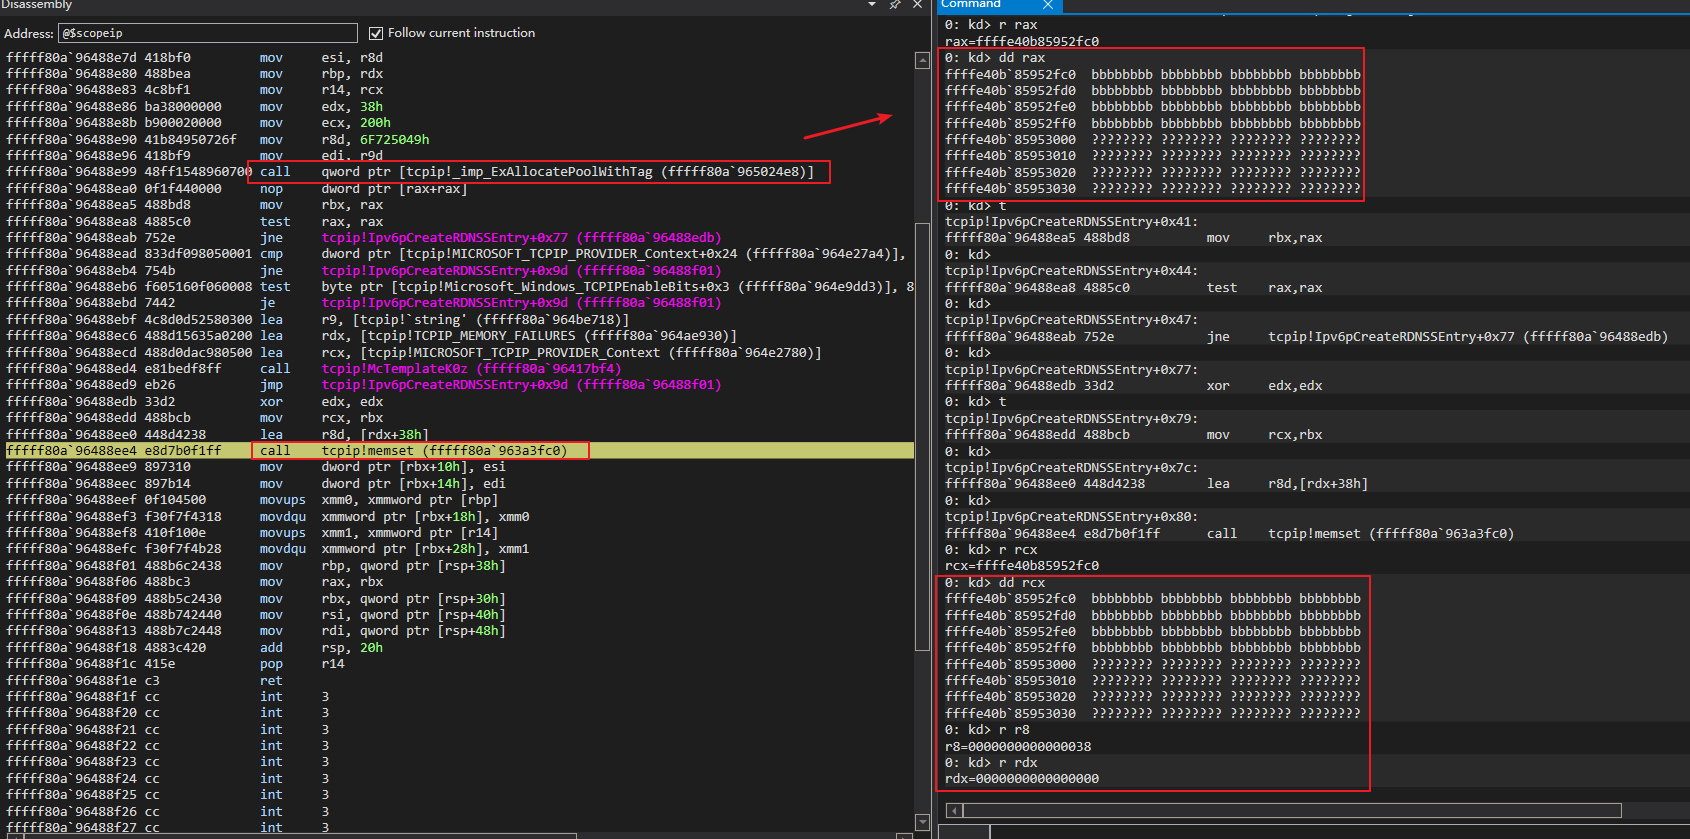 Disassembly
Address: @$scopeip Follow current instruction
fffff80a`96488e7d 418bf0 mov esi, r8d
fffff80a`96488e80 488bea mov rbp, rdx
fffff80a`96488e83 4c8bf1 mov r14, rcx
fffff80a`96488e86 ba38000000 mov edx, 38h
fffff80a`96488e8b b900020000 mov ecx, 200h
fffff80a`96488e90 41b84950726f mov r8d, 6F725049h
fffff80a`96488e96 418bf9 mov edi, r9d
fffff80a`96488e99 48ff1548960700 call qword ptr [tcpip!_imp_ExAllocatePoolWithTag (fffff80a`965024e8)]
fffff80a`96488ea0 0f1f440000 nop dword ptr [rax+rax]
fffff80a`96488ea5 488bd8 mov rbx, rax
fffff80a`96488ea8 4885c0 test rax, rax
fffff80a`96488eab 752e jne tcpip!Ipv6pCreateRDNSSEntry+0x77 (fffff80a`96488edb)
fffff80a`96488ead 833df098050001 cmp dword ptr [tcpip!MICROSOFT_TCPIP_PROVIDER_Context+0x24 (fffff80a`964e27a4)],
fffff80a`96488eb4 754b jne tcpip!Ipv6pCreateRDNSSEntry+0x9d (fffff80a`96488f01)
fffff80a`96488eb6 f605160f060008 test byte ptr [tcpip!Microsoft_Windows_TCPIPEnableBits+0x3 (fffff80a`964e9dd3)], 8
fffff80a`96488ebd 7442 je tcpip!Ipv6pCreateRDNSSEntry+0x9d (fffff80a`96488f01)
fffff80a`96488ebf 4c8d0d52580300 lea r9, [tcpip!`string' (fffff80a`964be718)]
fffff80a`96488ec6 488d15635a0200 lea rdx, [tcpip!TCPIP_MEMORY_FAILURES (fffff80a`964ae930)]
fffff80a`96488ecd 488d0dac980500 lea rcx, [tcpip!MICROSOFT_TCPIP_PROVIDER_Context (fffff80a`964e2780)]
fffff80a`96488ed4 e81bedf8ff call tcpip!McTemplateK0z (fffff80a`96417bf4)
fffff80a`96488ed9 eb26 jmp tcpip!Ipv6pCreateRDNSSEntry+0x9d (fffff80a`96488f01)
fffff80a`96488edb 33d2 xor edx, edx
fffff80a`96488edd 488bcb mov rcx, rbx
fffff80a`96488ee0 448d4238 lea r8d, [rdx+38h]
fffff80a`96488ee4 e8d7b0f1ff call tcpip!memset (fffff80a`963a3fc0)
fffff80a`96488ee9 897310 mov dword ptr [rbx+10h], esi
fffff80a`96488eec 897b14 mov dword ptr [rbx+14h], edi
fffff80a`96488eef 0f104500 movups xmm0, xmmword ptr [rbp]
fffff80a`96488ef3 f30f7f4318 movdqu xmmword ptr [rbx+18h], xmm0
fffff80a`96488ef8 410f100e movups xmm1, xmmword ptr [r14]
fffff80a`96488efc f30f7f4b28 movdqu xmmword ptr [rbx+28h], xmm1
fffff80a`96488f01 488b6c2438 mov rbp, qword ptr [rsp+38h]
fffff80a`96488f06 488bc3 mov rax, rbx
fffff80a`96488f09 488b5c2430 mov rbx, qword ptr [rsp+30h]
fffff80a`96488f0e 488b742440 mov rsi, qword ptr [rsp+40h]
fffff80a`96488f13 488b7c2448 mov rdi, qword ptr [rsp+48h]
fffff80a`96488f18 4883c420 add rsp, 20h
fffff80a`96488f1c 415e pop r14
fffff80a`96488f1e c3 ret
fffff80a`96488f1f cc int 3
fffff80a`96488f20 cc int 3
fffff80a`96488f21 cc int 3
fffff80a`96488f22 cc int 3
fffff80a`96488f23 cc int 3
fffff80a`96488f24 cc int 3
fffff80a`96488f25 cc int 3
fffff80a`96488f26 cc int 3
fffff80a`96488f27 cc int 3
Command
0: kd> r rax
rax=ffffe40b85952fc0
0: kd> dd rax
ffffe40b`85952fc0 bbbbbbbb bbbbbbbb bbbbbbbb bbbbbbbb
ffffe40b`85952fd0 bbbbbbbb bbbbbbbb bbbbbbbb bbbbbbbb
ffffe40b`85952fe0 bbbbbbbb bbbbbbbb bbbbbbbb bbbbbbbb
ffffe40b`85952ff0 bbbbbbbb bbbbbbbb bbbbbbbb bbbbbbbb
ffffe40b`85953000 ???????? ???????? ???????? ????????
ffffe40b`85953010 ???????? ???????? ???????? ????????
ffffe40b`85953020 ???????? ???????? ???????? ????????
ffffe40b`85953030 ???????? ???????? ???????? ????????
0: kd> t
tcpip!Ipv6pCreateRDNSSEntry+0x41:
fffff80a`96488ea5 488bd8 mov rbx,rax
0: kd>
tcpip!Ipv6pCreateRDNSSEntry+0x44:
fffff80a`96488ea8 4885c0 test rax,rax
0: kd>
tcpip!Ipv6pCreateRDNSSEntry+0x47:
fffff80a`96488eab 752e jne tcpip!Ipv6pCreateRDNSSEntry+0x77 (fffff80a`96488edb)
0: kd>
tcpip!Ipv6pCreateRDNSSEntry+0x77:
fffff80a`96488edb 33d2 xor edx,edx
0: kd> t
tcpip!Ipv6pCreateRDNSSEntry+0x79:
fffff80a`96488edd 488bcb mov rcx,rbx
0: kd>
tcpip!Ipv6pCreateRDNSSEntry+0x7c:
fffff80a`96488ee0 448d4238 lea r8d,[rdx+38h]
0: kd>
tcpip!Ipv6pCreateRDNSSEntry+0x80:
fffff80a`96488ee4 e8d7b0f1ff call tcpip!memset (fffff80a`963a3fc0)
0: kd> r rcx
rcx=ffffe40b85952fc0
0: kd> dd rcx
ffffe40b`85952fc0 bbbbbbbb bbbbbbbb bbbbbbbb bbbbbbbb
ffffe40b`85952fd0 bbbbbbbb bbbbbbbb bbbbbbbb bbbbbbbb
ffffe40b`85952fe0 bbbbbbbb bbbbbbbb bbbbbbbb bbbbbbbb
ffffe40b`85952ff0 bbbbbbbb bbbbbbbb bbbbbbbb bbbbbbbb
ffffe40b`85953000 ???????? ???????? ???????? ????????
ffffe40b`85953010 ???????? ???????? ???????? ????????
ffffe40b`85953020 ???????? ???????? ???????? ????????
ffffe40b`85953030 ???????? ???????? ???????? ????????
0: kd> r r8
r8=0000000000000038
0: kd> r rdx
rdx=0000000000000000